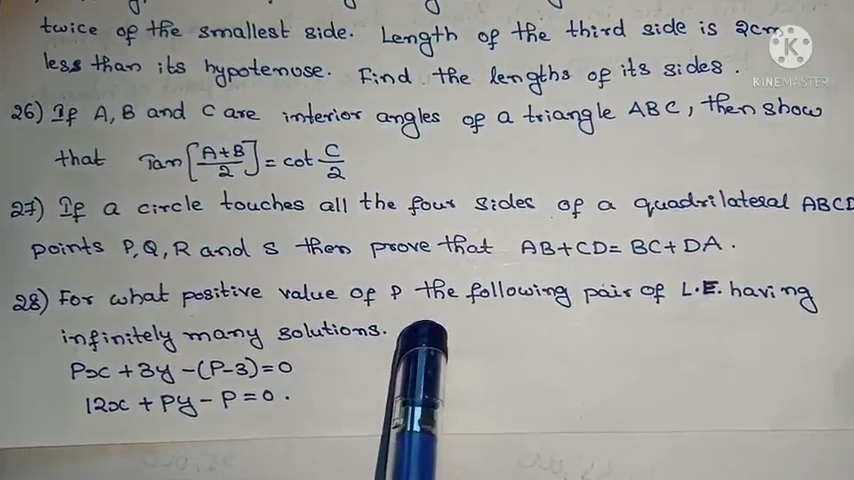 twice of the smallest side. Length of the third side is 2cm
less than its hypotenuse. Find the lengths of its sides.
K
KINEMASTER
26) If A, B and C are interior angles of a triangle ABC, then show
that Tan[A+B/2] = cot C/2
27) If a circle touches all the four sides of a quadrilateral ABCD
points P, Q, R and S then prove that AB+CD = BC+DA.
28) For what positive value of P the following pair of L.E. having
infinitely many solutions.
Px + 3y - (P-3) = 0
12x + Py - P = 0.